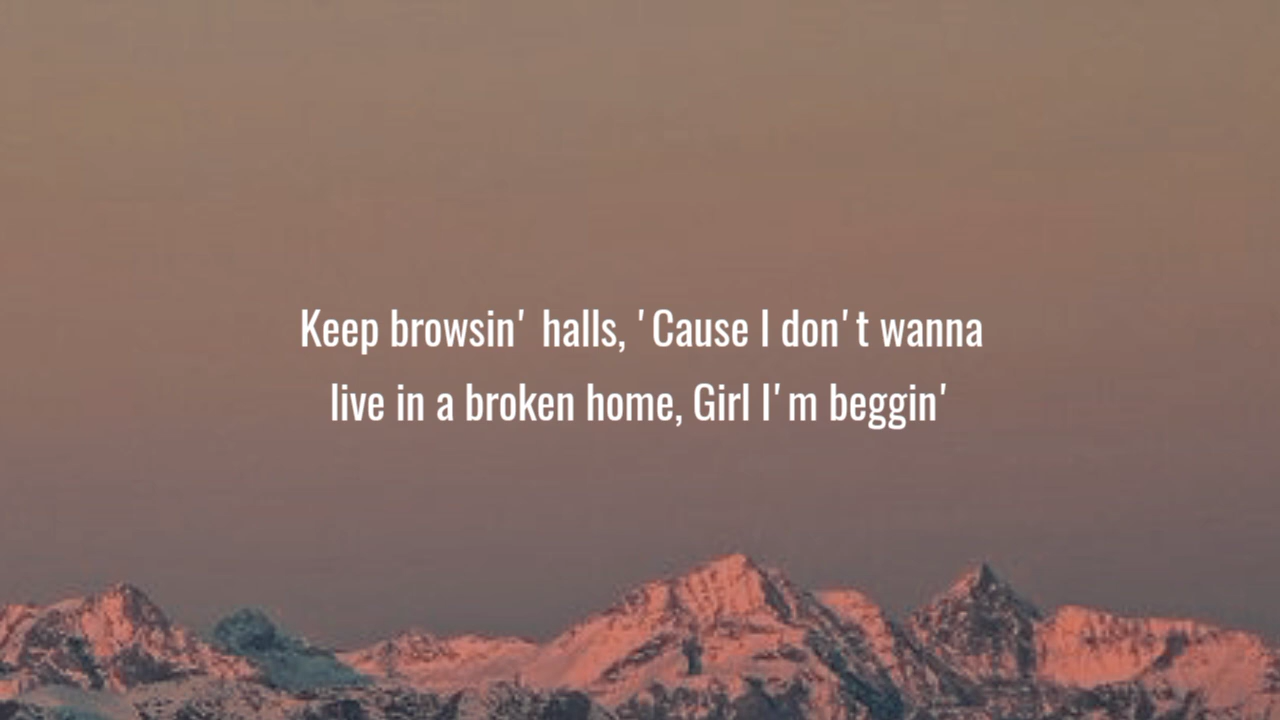 Keep browsin' halls, 'Cause I don't wanna
live in a broken home, Girl I'm beggin'